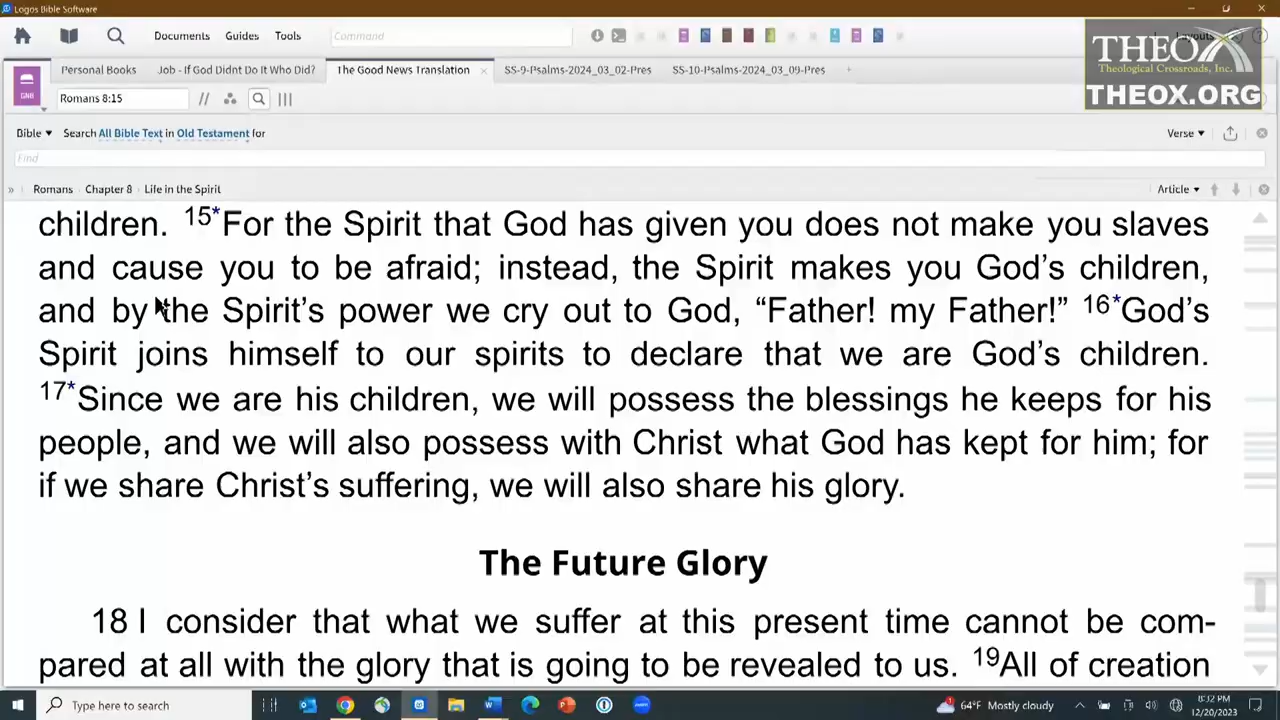 Logos Bible Software
Documents Guides Tools Command Layouts
THEOX
Theological Crossroads, Inc.
THEOX.ORG
Personal Books Job - If God Didnt Do It Who Did? The Good News Translation SS-9-Psalms-2024_03_02-Pres SS-10-Psalms-2024_03_09-Pres +
GNB Romans 8:15
Bible Search All Bible Text in Old Testament for Verse
Find
» Romans Chapter 8 Life in the Spirit Article
children. 15*For the Spirit that God has given you does not make you slaves
and cause you to be afraid; instead, the Spirit makes you God’s children,
and by the Spirit’s power we cry out to God, “Father! my Father!” 16*God’s
Spirit joins himself to our spirits to declare that we are God’s children.
17*Since we are his children, we will possess the blessings he keeps for his
people, and we will also possess with Christ what God has kept for him; for
if we share Christ’s suffering, we will also share his glory.
The Future Glory
18 I consider that what we suffer at this present time cannot be com-
pared at all with the glory that is going to be revealed to us. 19All of creation
Type here to search 64°F Mostly cloudy 8:32 PM
12/20/2023